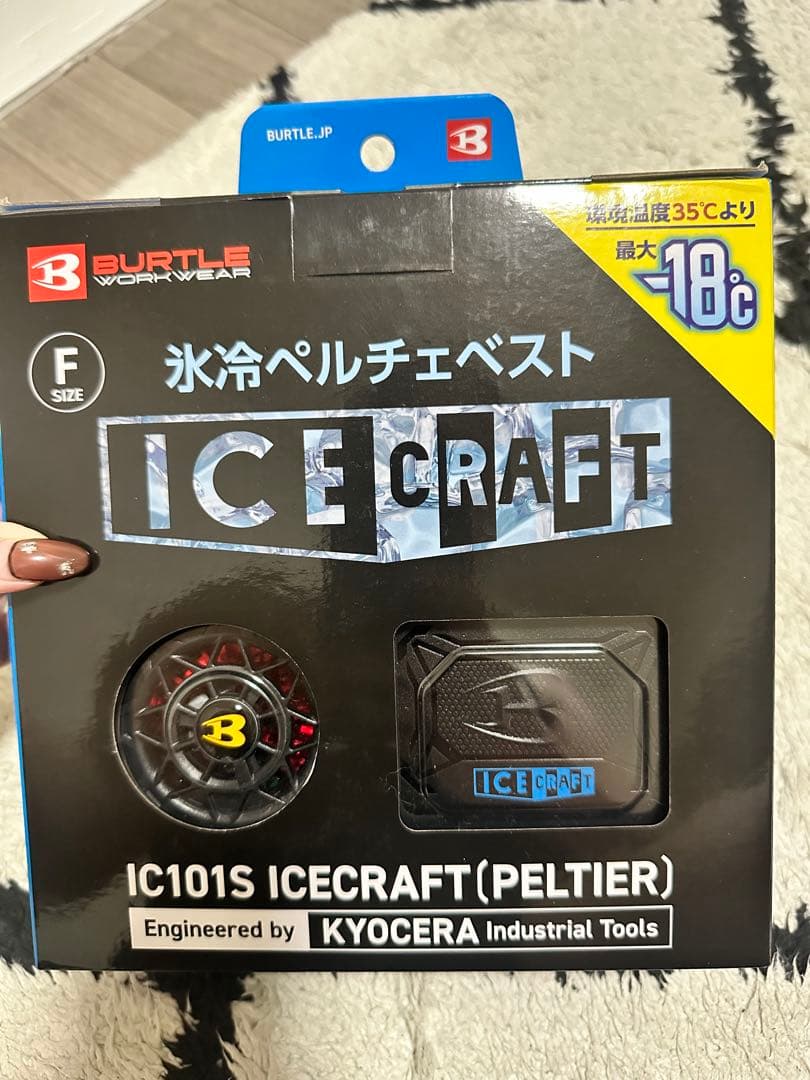 BURTLE.JP
B
環境温度35℃より
最大
-18℃
B BURTLE
WORKWEAR
F
SIZE
氷冷ペルチェベスト
ICE CRAFT
B
ICE CRAFT
IC101S ICECRAFT(PELTIER)
Engineered by KYOCERA Industrial Tools